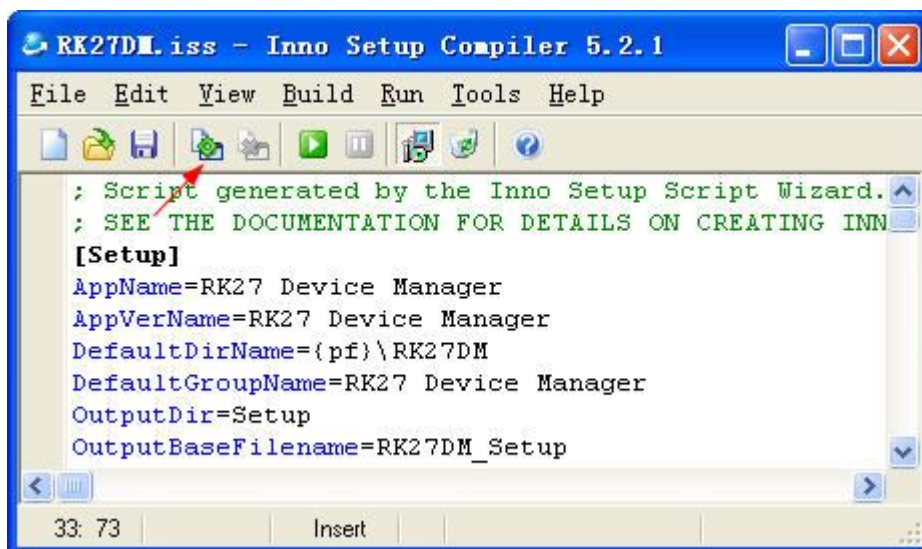 RK27DM.iss - Inno Setup Compiler 5.2.1
File Edit View Build Run Tools Help
; Script generated by the Inno Setup Script Wizard.
; SEE THE DOCUMENTATION FOR DETAILS ON CREATING INN
[Setup]
AppName=RK27 Device Manager
AppVerName=RK27 Device Manager
DefaultDirName={pf}\RK27DM
DefaultGroupName=RK27 Device Manager
OutputDir=Setup
OutputBaseFilename=RK27DM_Setup
33: 73 Insert